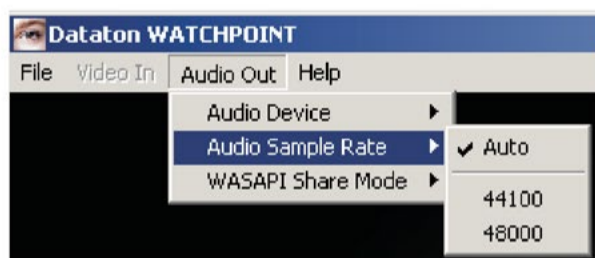 Dataton WATCHPOINT
File Video In Audio Out Help
Audio Device
Audio Sample Rate
WASAPI Share Mode
Auto
44100
48000